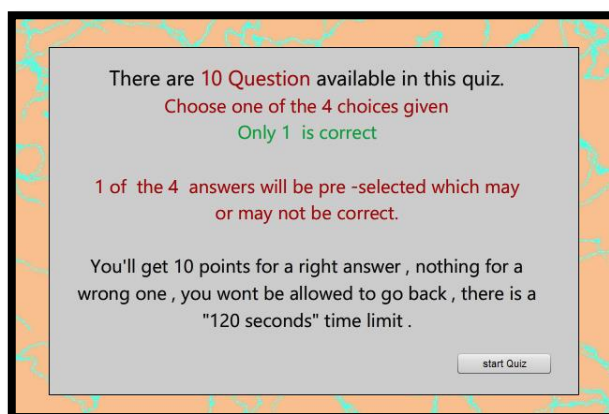 There are 10 Question available in this quiz.
Choose one of the 4 choices given
Only 1 is correct
1 of the 4 answers will be pre -selected which may
or may not be correct.
You'll get 10 points for a right answer , nothing for a
wrong one , you wont be allowed to go back , there is a
"120 seconds" time limit .
start Quiz